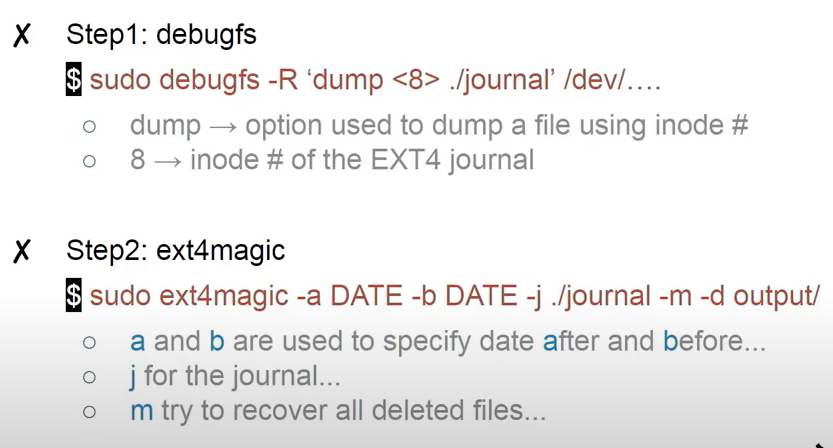 ✗ Step1: debugfs
$ sudo debugfs -R ‘dump <8> ./journal’ /dev/….
○ dump → option used to dump a file using inode #
○ 8 → inode # of the EXT4 journal
✗ Step2: ext4magic
$ sudo ext4magic -a DATE -b DATE -j ./journal -m -d output/
○ a and b are used to specify date after and before...
○ j for the journal...
○ m try to recover all deleted files...